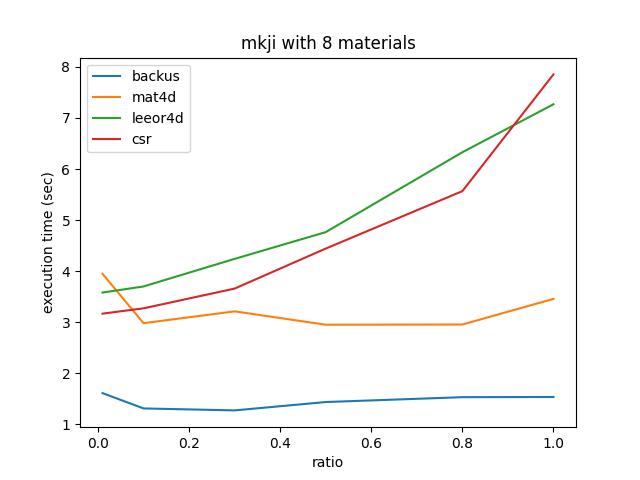 mkji with 8 materials
backus
mat4d
leeor4d
csr
execution time (sec)
8
7
6
5
4
3
2
1
0.0 0.2 0.4 0.6 0.8 1.0
ratio